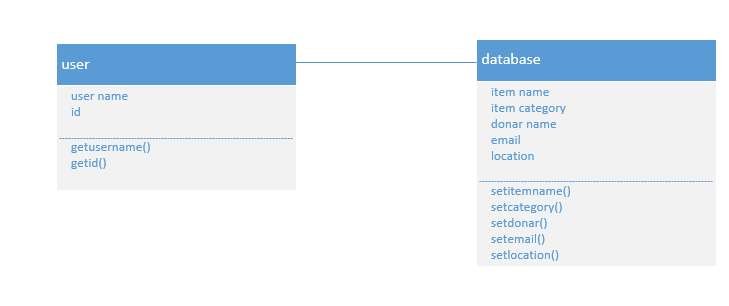 user
user name
id
getusername()
getid()
database
item name
item category
donar name
email
location
setitemname()
setcategory()
setdonar()
setemail()
setlocation()